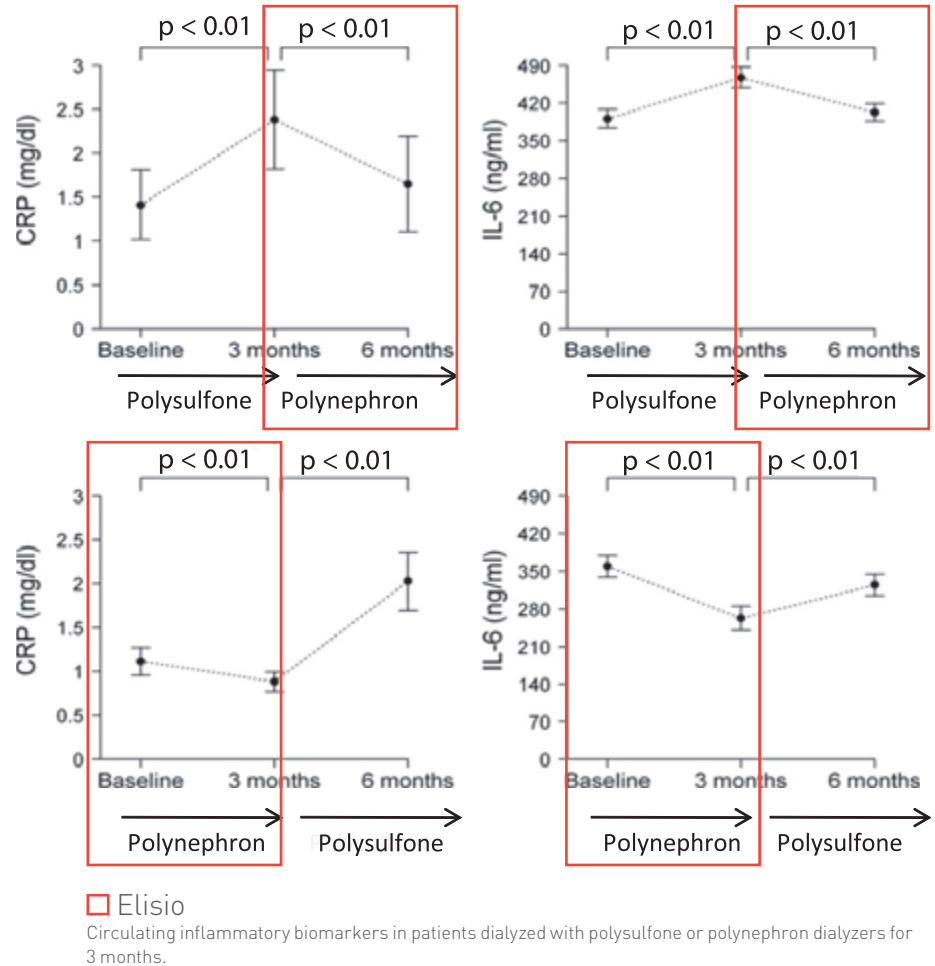 p < 0.01 p < 0.01
CRP (mg/dl)
3
2.5
2
1.5
1
0.5
0
Baseline 3 months 6 months
Polysulfone Polynephron
p < 0.01 p < 0.01
IL-6 (ng/ml)
490
420
350
280
210
140
70
0
Baseline 3 months 6 months
Polysulfone Polynephron
p < 0.01 p < 0.01
CRP (mg/dl)
3
2.5
2
1.5
1
0.5
0
Baseline 3 months 6 months
Polynephron Polysulfone
p < 0.01 p < 0.01
IL-6 (ng/ml)
490
420
350
280
210
140
70
0
Baseline 3 months 6 months
Polynephron Polysulfone
Elisio
Circulating inflammatory biomarkers in patients dialyzed with polysulfone or polynephron dialyzers for
3 months.